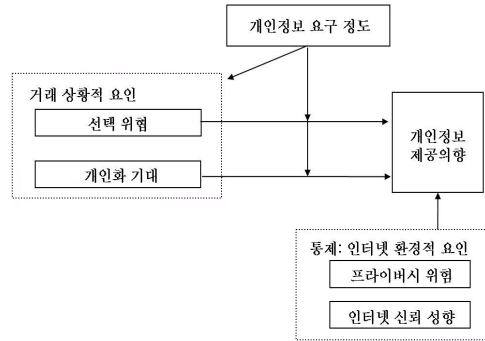 개인정보 요구 정도
거래 상황적 요인
선택 위험
개인화 기대
개인정보
제공의향
통제: 인터넷 환경적 요인
프라이버시 위험
인터넷 신뢰 성향